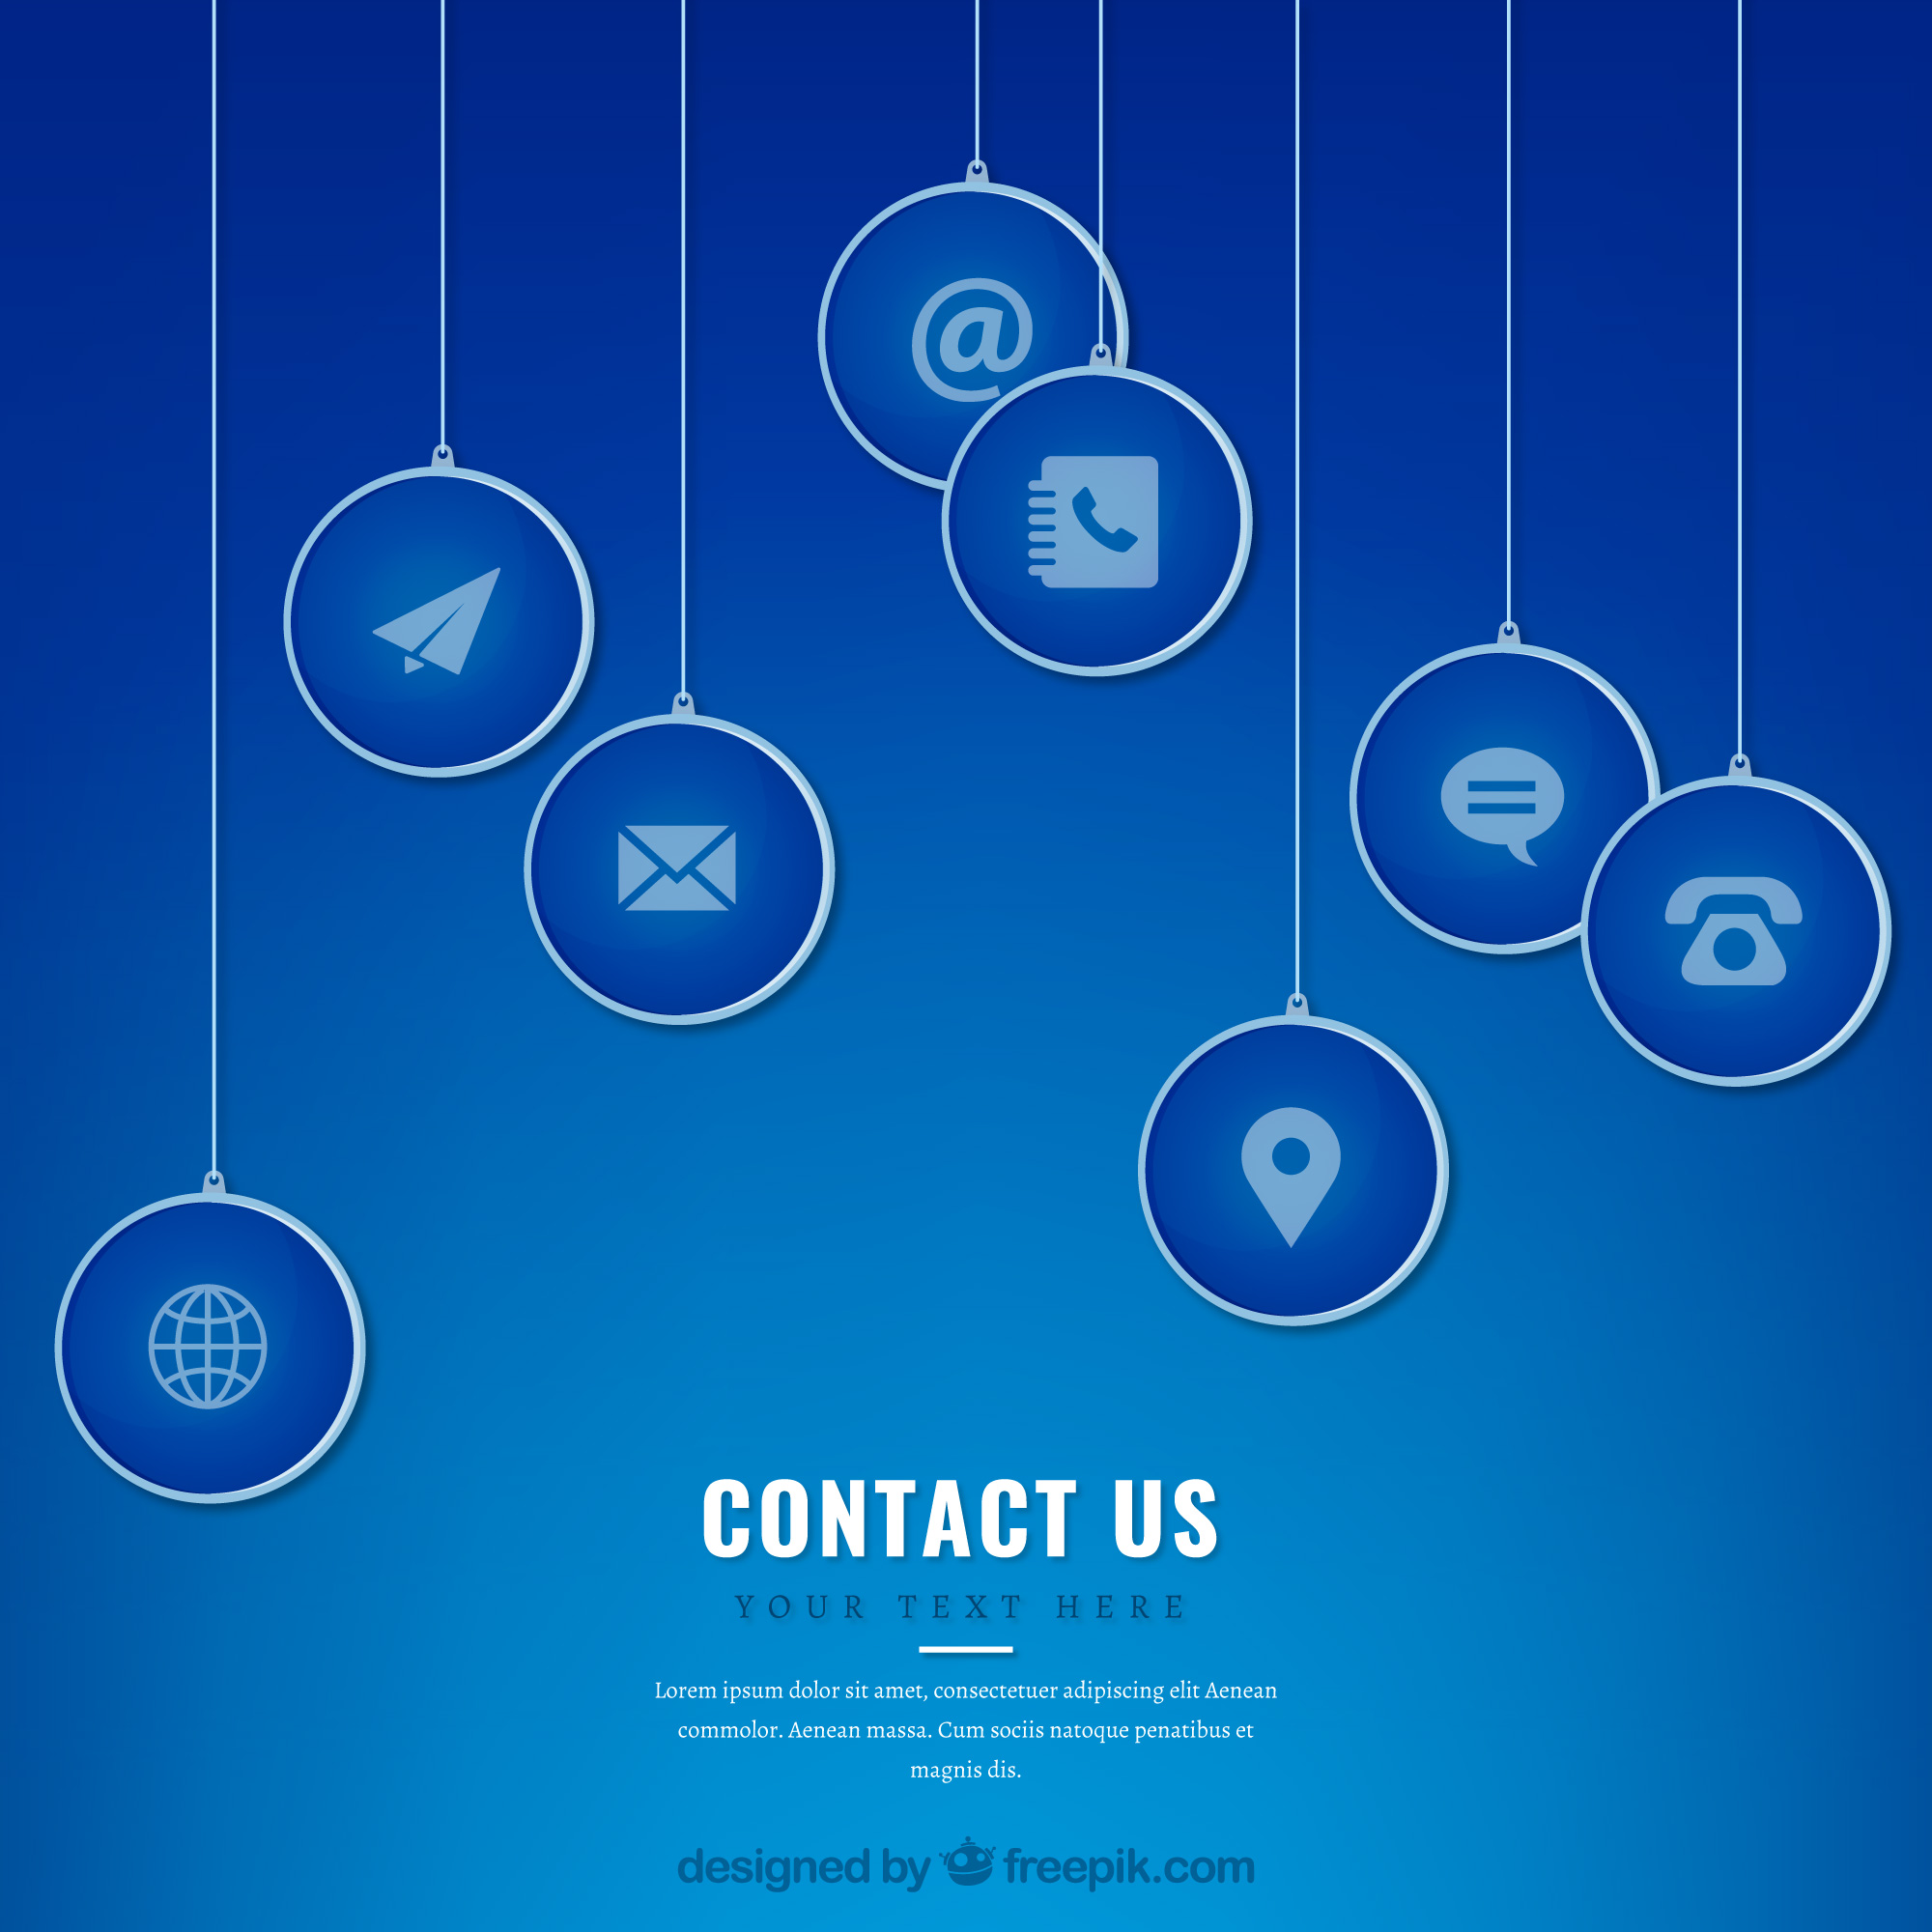 @
CONTACT US
YOUR TEXT HERE
Lorem ipsum dolor sit amet, consectetuer adipiscing elit Aenean
commolor. Aenean massa. Cum sociis natoque penatibus et
magnis dis.
designed by freepik.com